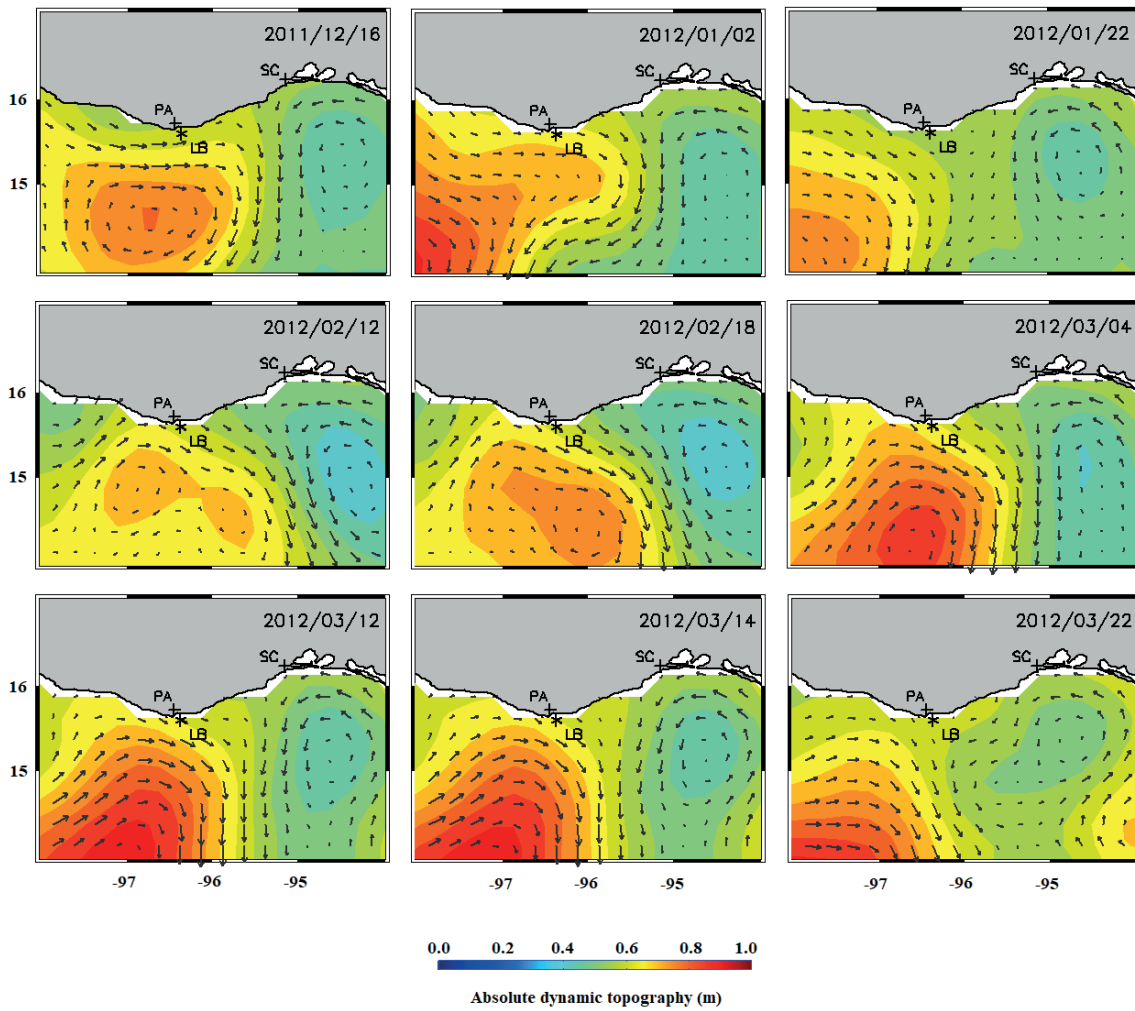 2011/12/16
SC
16
PA
LB
15
2012/01/02
SC
PA
LB
2012/01/22
SC
PA
LB
2012/02/12
SC
16
PA
LB
15
2012/02/18
SC
PA
LB
2012/03/04
SC
PA
LB
2012/03/12
SC
16
PA
LB
15
2012/03/14
SC
PA
LB
2012/03/22
SC
PA
LB
-97 -96 -95
-97 -96 -95
-97 -96 -95
0.0 0.2 0.4 0.6 0.8 1.0
Absolute dynamic topography (m)